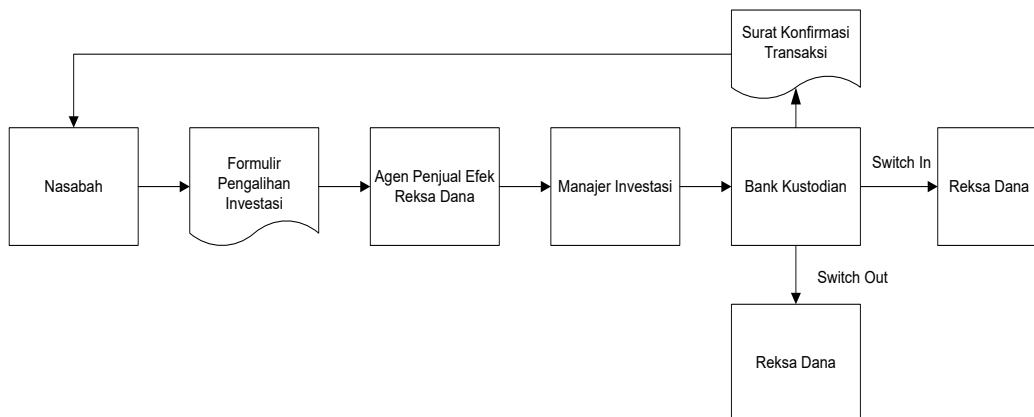 Surat Konfirmasi
Transaksi
Nasabah
Formulir
Pengalihan
Investasi
Agen Penjual Efek
Reksa Dana
Manajer Investasi
Bank Kustodian
Switch In
Reksa Dana
Switch Out
Reksa Dana